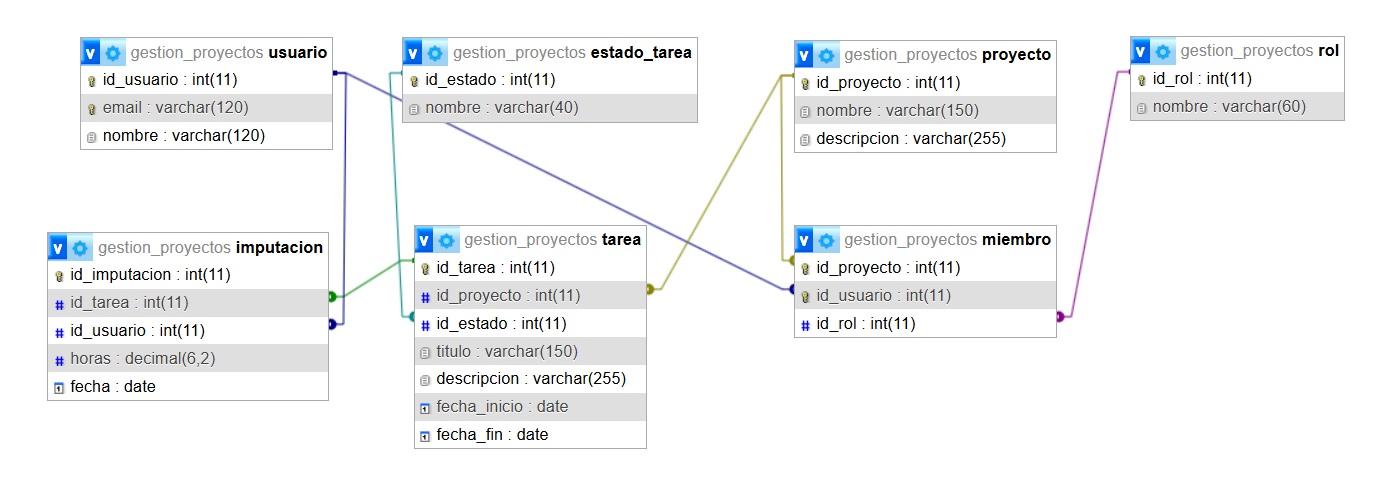 v gestion_proyectos usuario
id_usuario : int(11)
email : varchar(120)
nombre : varchar(120)
v gestion_proyectos estado_tarea
id_estado : int(11)
nombre : varchar(40)
v gestion_proyectos proyecto
id_proyecto : int(11)
nombre : varchar(150)
descripcion : varchar(255)
v gestion_proyectos rol
id_rol : int(11)
nombre : varchar(60)
v gestion_proyectos imputacion
id_imputacion : int(11)
# id_tarea : int(11)
# id_usuario : int(11)
# horas : decimal(6,2)
fecha : date
v gestion_proyectos tarea
id_tarea : int(11)
# id_proyecto : int(11)
# id_estado : int(11)
titulo : varchar(150)
descripcion : varchar(255)
fecha_inicio : date
fecha_fin : date
v gestion_proyectos miembro
id_proyecto : int(11)
id_usuario : int(11)
# id_rol : int(11)